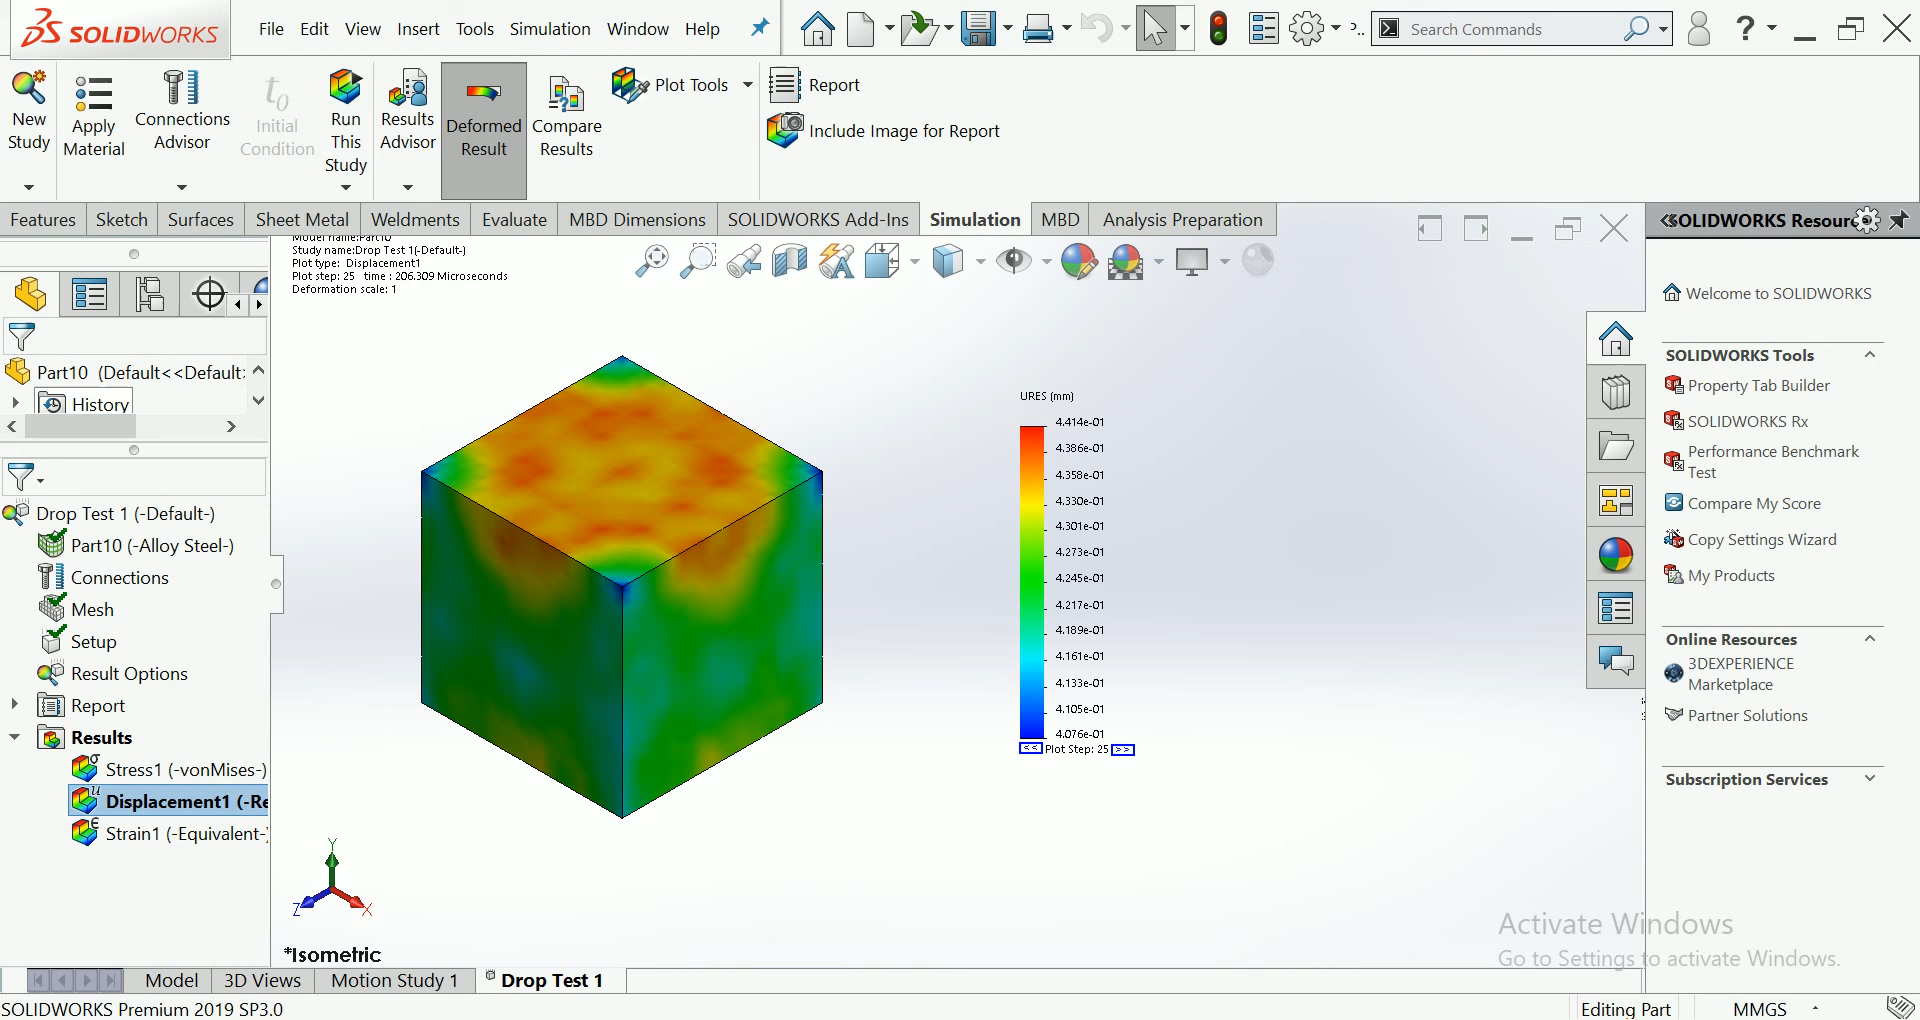 SOLIDWORKS
File Edit View Insert Tools Simulation Window Help
Search Commands
?
New Study
Apply Material
Connections Advisor
t0 Initial Condition
Run This Study
Results Advisor
Deformed Result
Compare Results
Plot Tools
Report
Include Image for Report
Features Sketch Surfaces Sheet Metal Weldments Evaluate MBD Dimensions SOLIDWORKS Add-Ins Simulation MBD Analysis Preparation
Model name:Part10
Study name:Drop Test 1(-Default-)
Plot type: Displacement1
Plot step: 25 time : 206.309 Microseconds
Deformation scale: 1
Part10 (Default<<Default:
History
Drop Test 1 (-Default-)
Part10 (-Alloy Steel-)
Connections
Mesh
Setup
Result Options
Report
Results
Stress1 (-vonMises-)
Displacement1 (-Re
Strain1 (-Equivalent-)
URES (mm)
4.414e-01
4.386e-01
4.358e-01
4.330e-01
4.301e-01
4.273e-01
4.245e-01
4.217e-01
4.189e-01
4.161e-01
4.133e-01
4.105e-01
4.076e-01
<< Plot Step: 25 >>
Y
Z X
*Isometric
OLIDWORKS Resour
Welcome to SOLIDWORKS
SOLIDWORKS Tools
Property Tab Builder
SOLIDWORKS Rx
Performance Benchmark
Test
Compare My Score
Copy Settings Wizard
My Products
Online Resources
3DEXPERIENCE
Marketplace
Partner Solutions
Subscription Services
Activate Windows
Go to Settings to activate Windows.
Model 3D Views Motion Study 1 Drop Test 1
SOLIDWORKS Premium 2019 SP3.0
Editing Part MMGS